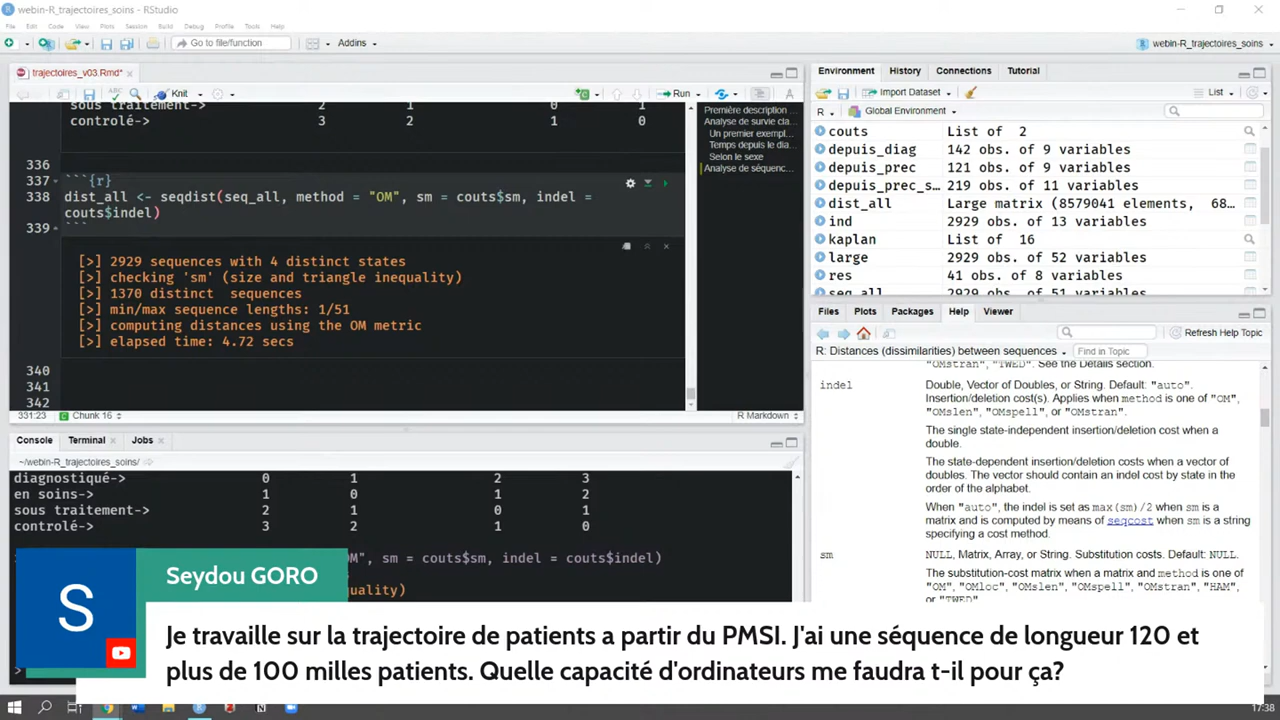 webin-R_trajectoires_soins - RStudio
File Edit Code View Plots Session Build Debug Profile Tools Help
Go to file/function Addins
webin-R_trajectoires_soins
trajectoires_v03.Rmd*
Knit Run
sous traitement-> 2 1 0 1
controlé-> 3 2 1 0
336
337 ```{r}
338 dist_all <- seqdist(seq_all, method = "OM", sm = couts$sm, indel =
couts$indel)
339 ```
[>] 2929 sequences with 4 distinct states
[>] checking 'sm' (size and triangle inequality)
[>] 1370 distinct  sequences
[>] min/max sequence lengths: 1/51
[>] computing distances using the OM metric
[>] elapsed time: 4.72 secs
340
341
342
331:23 Chunk 16 R Markdown
Première description
Analyse de survie cla...
Un premier exempl...
Temps depuis le dia...
Selon le sexe
Analyse de séquenc...
Console Terminal Jobs
~/webin-R_trajectoires_soins/
diagnostiqué-> 0 1 2 3
en soins-> 1 0 1 2
sous traitement-> 2 1 0 1
controlé-> 3 2 1 0
OM", sm = couts$sm, indel = couts$indel)
quality)
>
Environment History Connections Tutorial
Import Dataset List
R Global Environment
couts List of 2
depuis_diag 142 obs. of 9 variables
depuis_prec 121 obs. of 9 variables
depuis_prec_s... 219 obs. of 11 variables
dist_all Large matrix (8579041 elements, 68...
ind 2929 obs. of 13 variables
kaplan List of 16
large 2929 obs. of 52 variables
res 41 obs. of 8 variables
seq_all 2929 obs. of 51 variables
Files Plots Packages Help Viewer
Refresh Help Topic
R: Distances (dissimilarities) between sequences Find in Topic
"OMstran", "TWED". See the Details section.
indel Double, Vector of Doubles, or String. Default: "auto".
Insertion/deletion cost(s). Applies when method is one of "OM",
"OMslen", "OMspell", or "OMstran".
The single state-independent insertion/deletion cost when a
double.
The state-dependent insertion/deletion costs when a vector of
doubles. The vector should contain an indel cost by state in the
order of the alphabet.
When "auto", the indel is set as max(sm)/2 when sm is a
matrix and is computed by means of seqcost when sm is a string
specifying a cost method.
sm NULL, Matrix, Array, or String. Substitution costs. Default: NULL.
The substitution-cost matrix when a matrix and method is one of
"OM", "OMloc", "OMslen", "OMspell", "OMstran", "HAM",
or "TWED"
S
Seydou GORO
Je travaille sur la trajectoire de patients a partir du PMSI. J'ai une séquence de longueur 120 et
plus de 100 milles patients. Quelle capacité d'ordinateurs me faudra t-il pour ça?
17:38